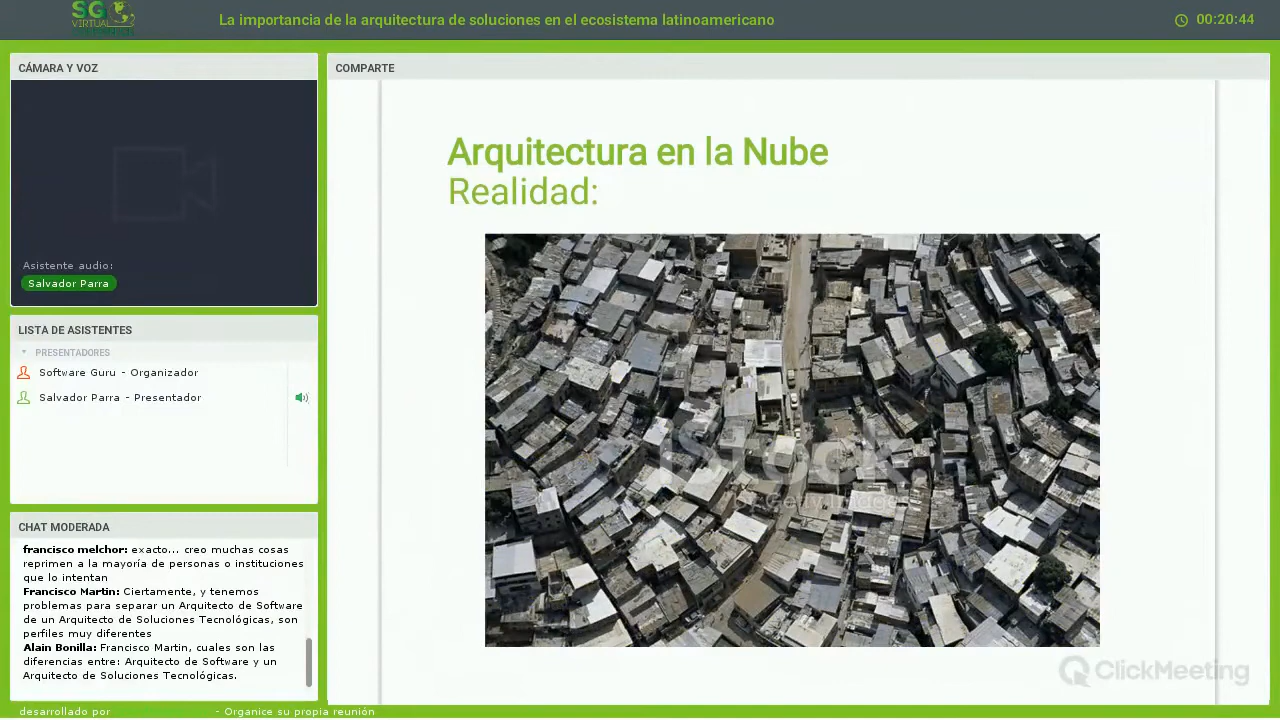 SG
VIRTUAL
La importancia de la arquitectura de soluciones en el ecosistema latinoamericano
00:20:44
CÁMARA Y VOZ
Asistente audio:
Salvador Parra
LISTA DE ASISTENTES
PRESENTADORES
Software Guru - Organizador
Salvador Parra - Presentador
CHAT MODERADA
francisco melchor: exacto... creo muchas cosas
reprimen a la mayoría de personas o instituciones
que lo intentan
Francisco Martin: Ciertamente, y tenemos
problemas para separar un Arquitecto de Software
de un Arquitecto de Soluciones Tecnológicas, son
perfiles muy diferentes
Alain Bonilla: Francisco Martin, cuales son las
diferencias entre: Arquitecto de Software y un
Arquitecto de Soluciones Tecnológicas.
desarrollado por - Organice su propia reunión
COMPARTE
Arquitectura en la Nube
Realidad:
iStock
by Getty Images
ClickMeeting